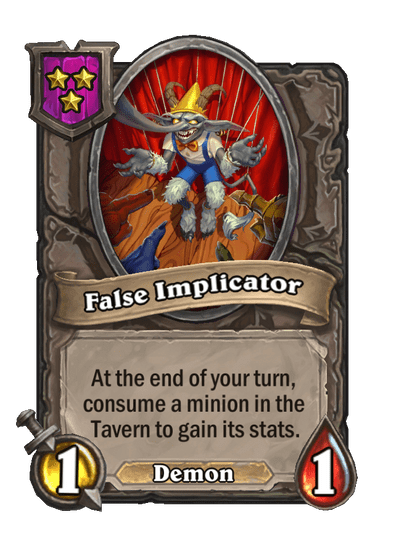 False Implicator
At the end of your turn,
consume a minion in the
Tavern to gain its stats.
1
Demon
1